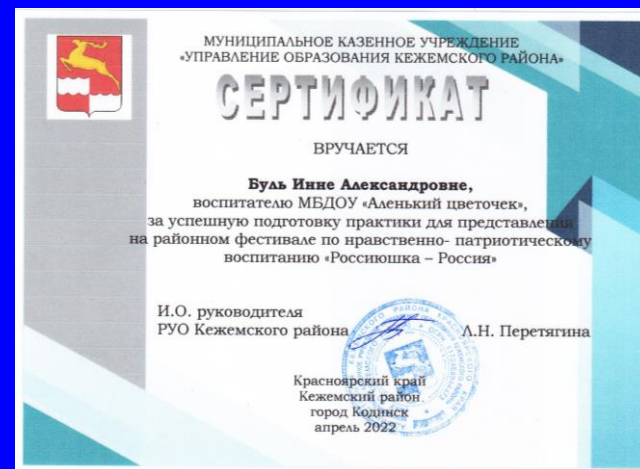 МУНИЦИПАЛЬНОЕ КАЗЕННОЕ УЧРЕЖДЕНИЕ
«УПРАВЛЕНИЕ ОБРАЗОВАНИЯ КЕЖЕМСКОГО РАЙОНА»
СЕРТИФИКАТ
ВРУЧАЕТСЯ
Буль Инне Александровне,
воспитателю МБДОУ «Аленький цветочек»,
за успешную подготовку практики для представления
на районном фестивале по нравственно- патриотическому
воспитанию «Россиюшка – Россия»
И.О. руководителя
РУО Кежемского района Л.Н. Перетягина
Красноярский край
Кежемский район
город Кодинск
апрель 2022